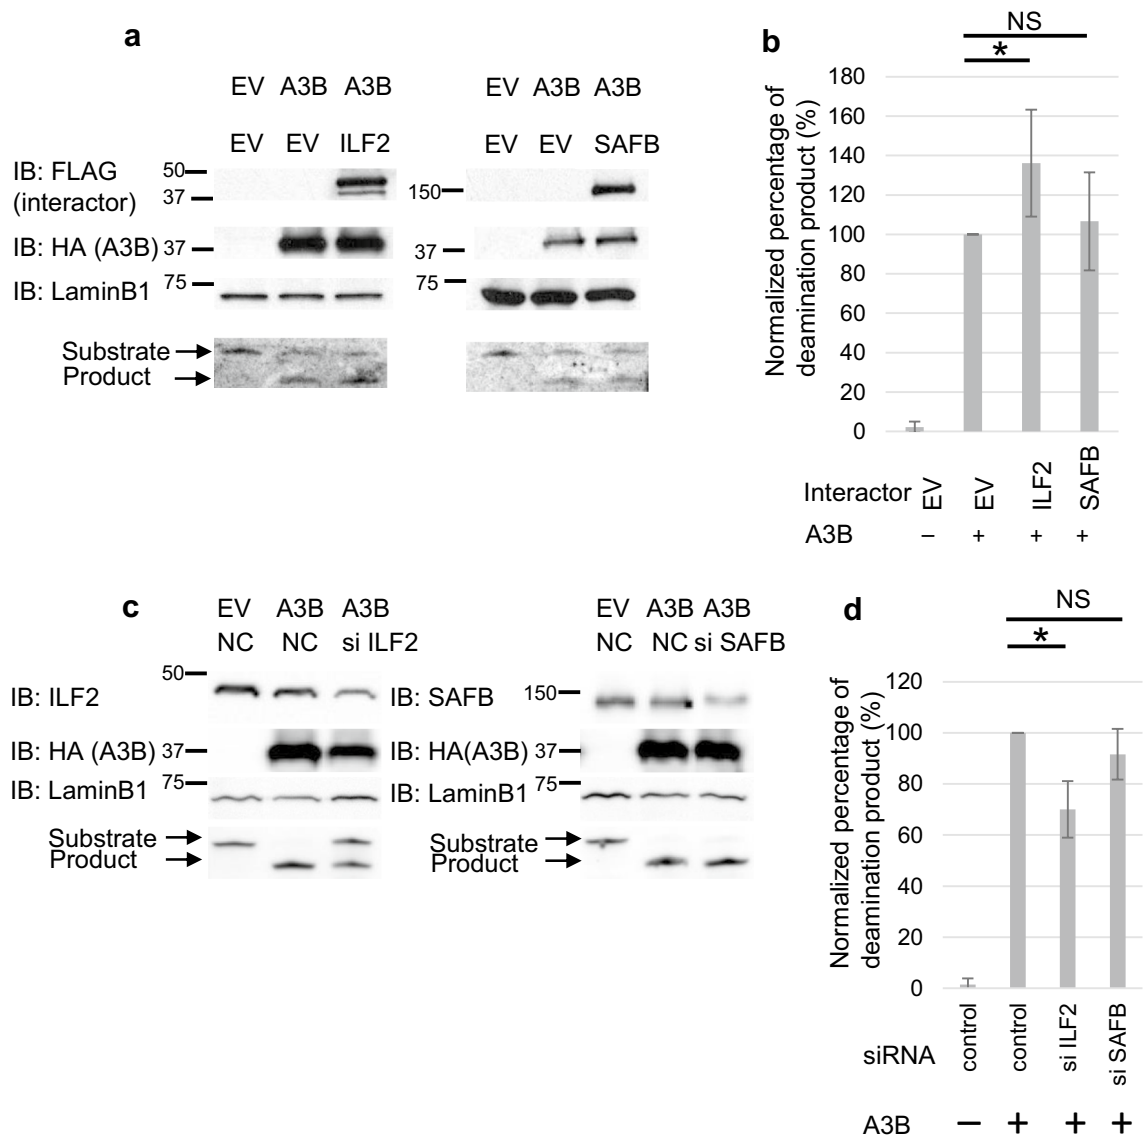 a
EV A3B A3B
EV EV ILF2
IB: FLAG
(interactor)
50
37
IB: HA (A3B) 37
IB: LaminB1 75
Substrate
Product
EV A3B A3B
EV EV SAFB
150
37
75
b
NS
*
Normalized percentage of
deamination product (%)
180
160
140
120
100
80
60
40
20
0
Interactor EV EV ILF2 SAFB
A3B – + + +
c
EV A3B A3B
NC NC si ILF2
50
IB: ILF2
IB: HA (A3B) 37
75
IB: LaminB1
Substrate
Product
EV A3B A3B
NC NC si SAFB
IB: SAFB 150
IB: HA(A3B) 37
75
IB: LaminB1
Substrate
Product
d
NS
*
Normalized percentage of
deamination product (%)
120
100
80
60
40
20
0
siRNA control control si ILF2 si SAFB
A3B – + + +